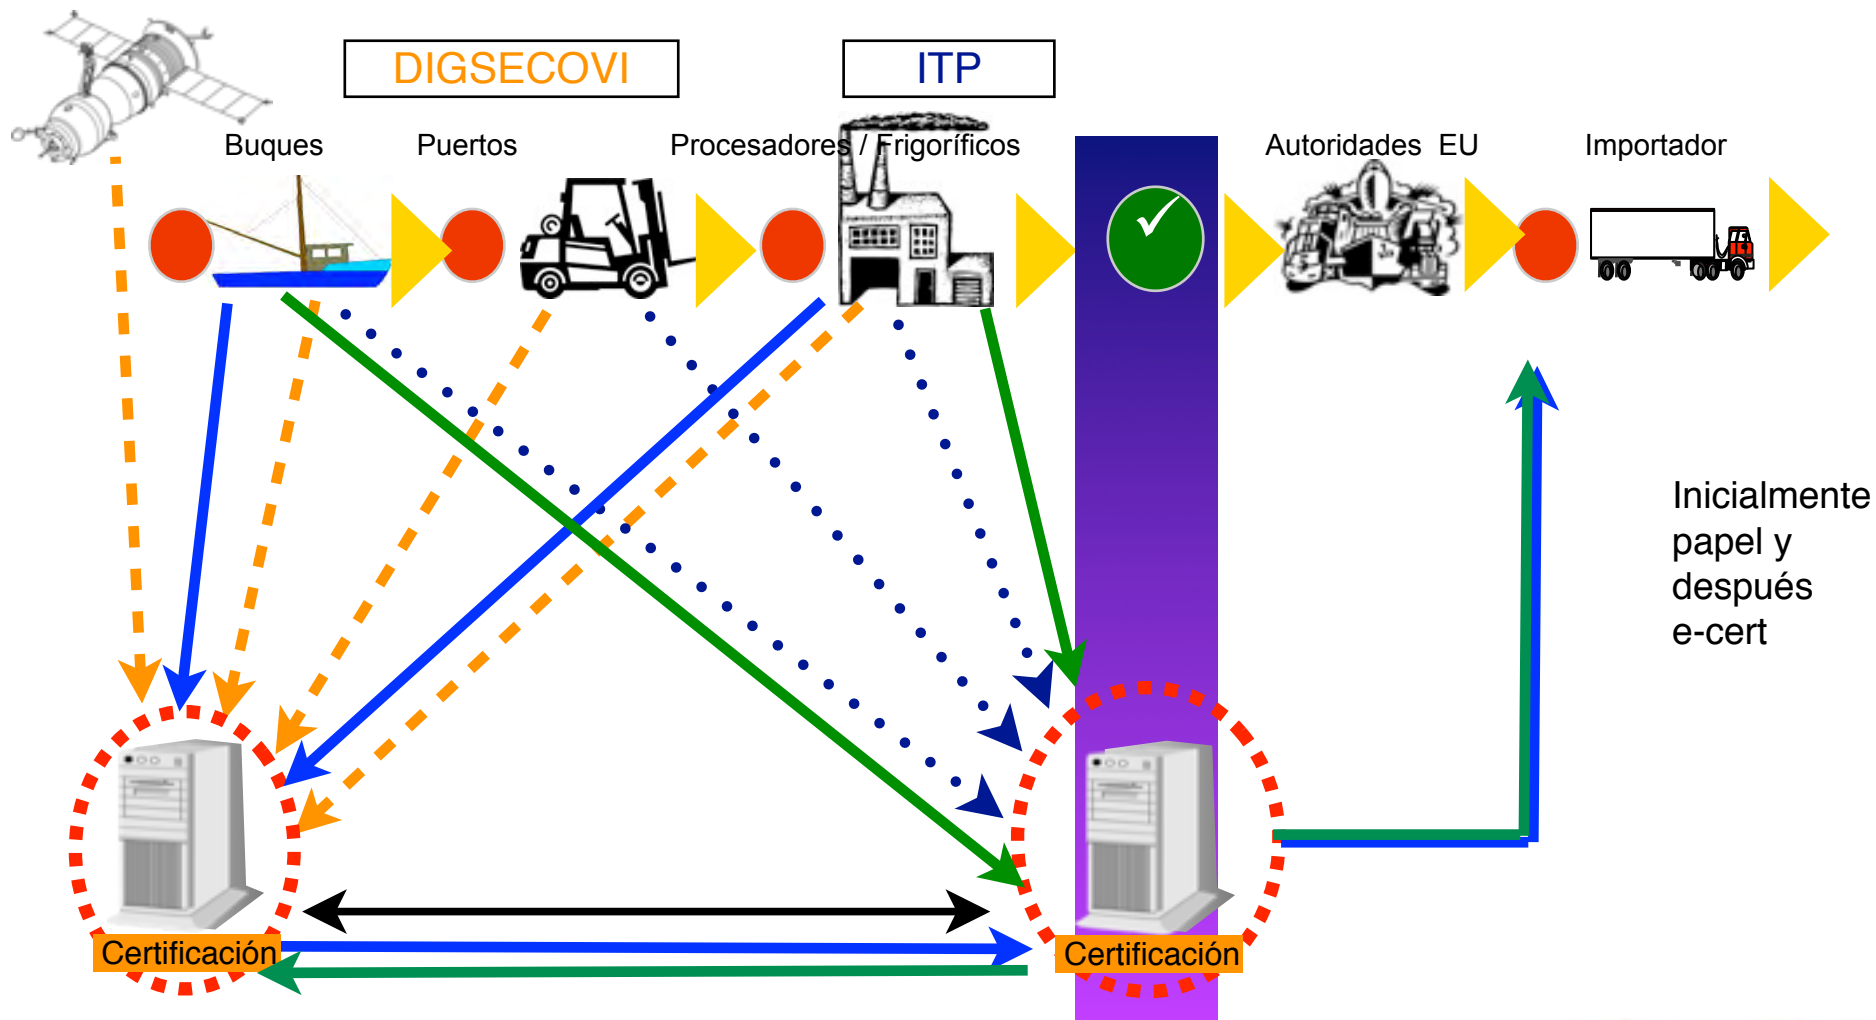 DIGSECOVI
ITP
Buques
Puertos
Procesadores / Frigoríficos
Autoridades EU
Importador
Inicialmente
papel y
después
e-cert
Certificación
Certificación